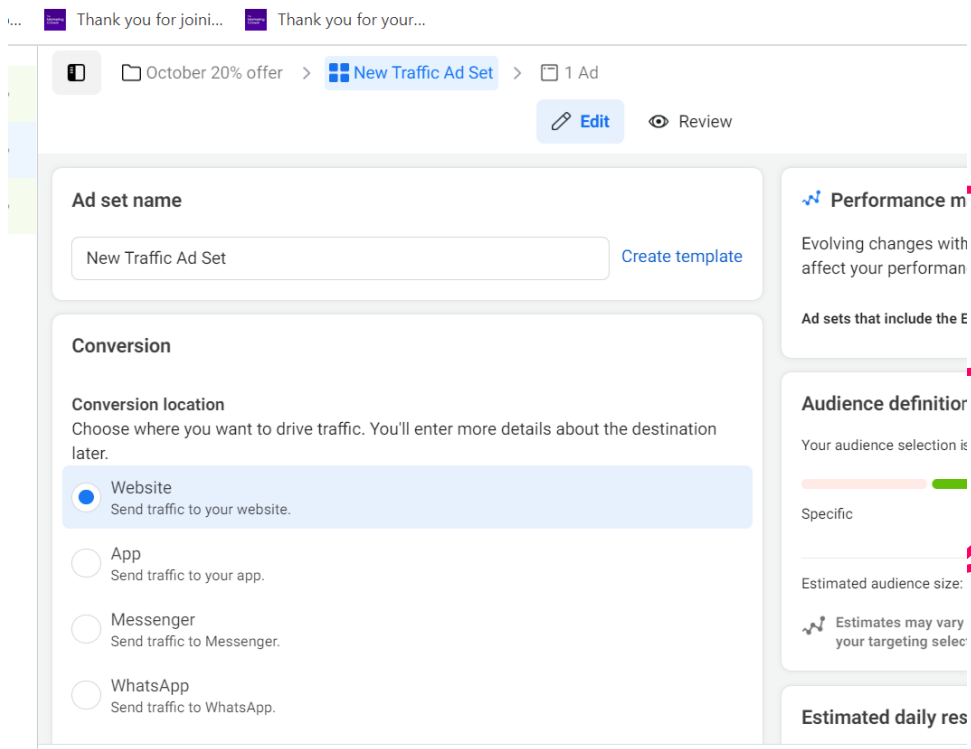 Thank you for joini...
Thank you for your...
October 20% offer > New Traffic Ad Set > 1 Ad
Edit
Review
Ad set name
New Traffic Ad Set
Create template
Conversion
Conversion location
Choose where you want to drive traffic. You'll enter more details about the destination
later.
Website
Send traffic to your website.
App
Send traffic to your app.
Messenger
Send traffic to Messenger.
WhatsApp
Send traffic to WhatsApp.
Performance m
Evolving changes with
affect your performan
Ad sets that include the E
Audience definition
Your audience selection is
Specific
Estimated audience size:
Estimates may vary
your targeting selec
Estimated daily res